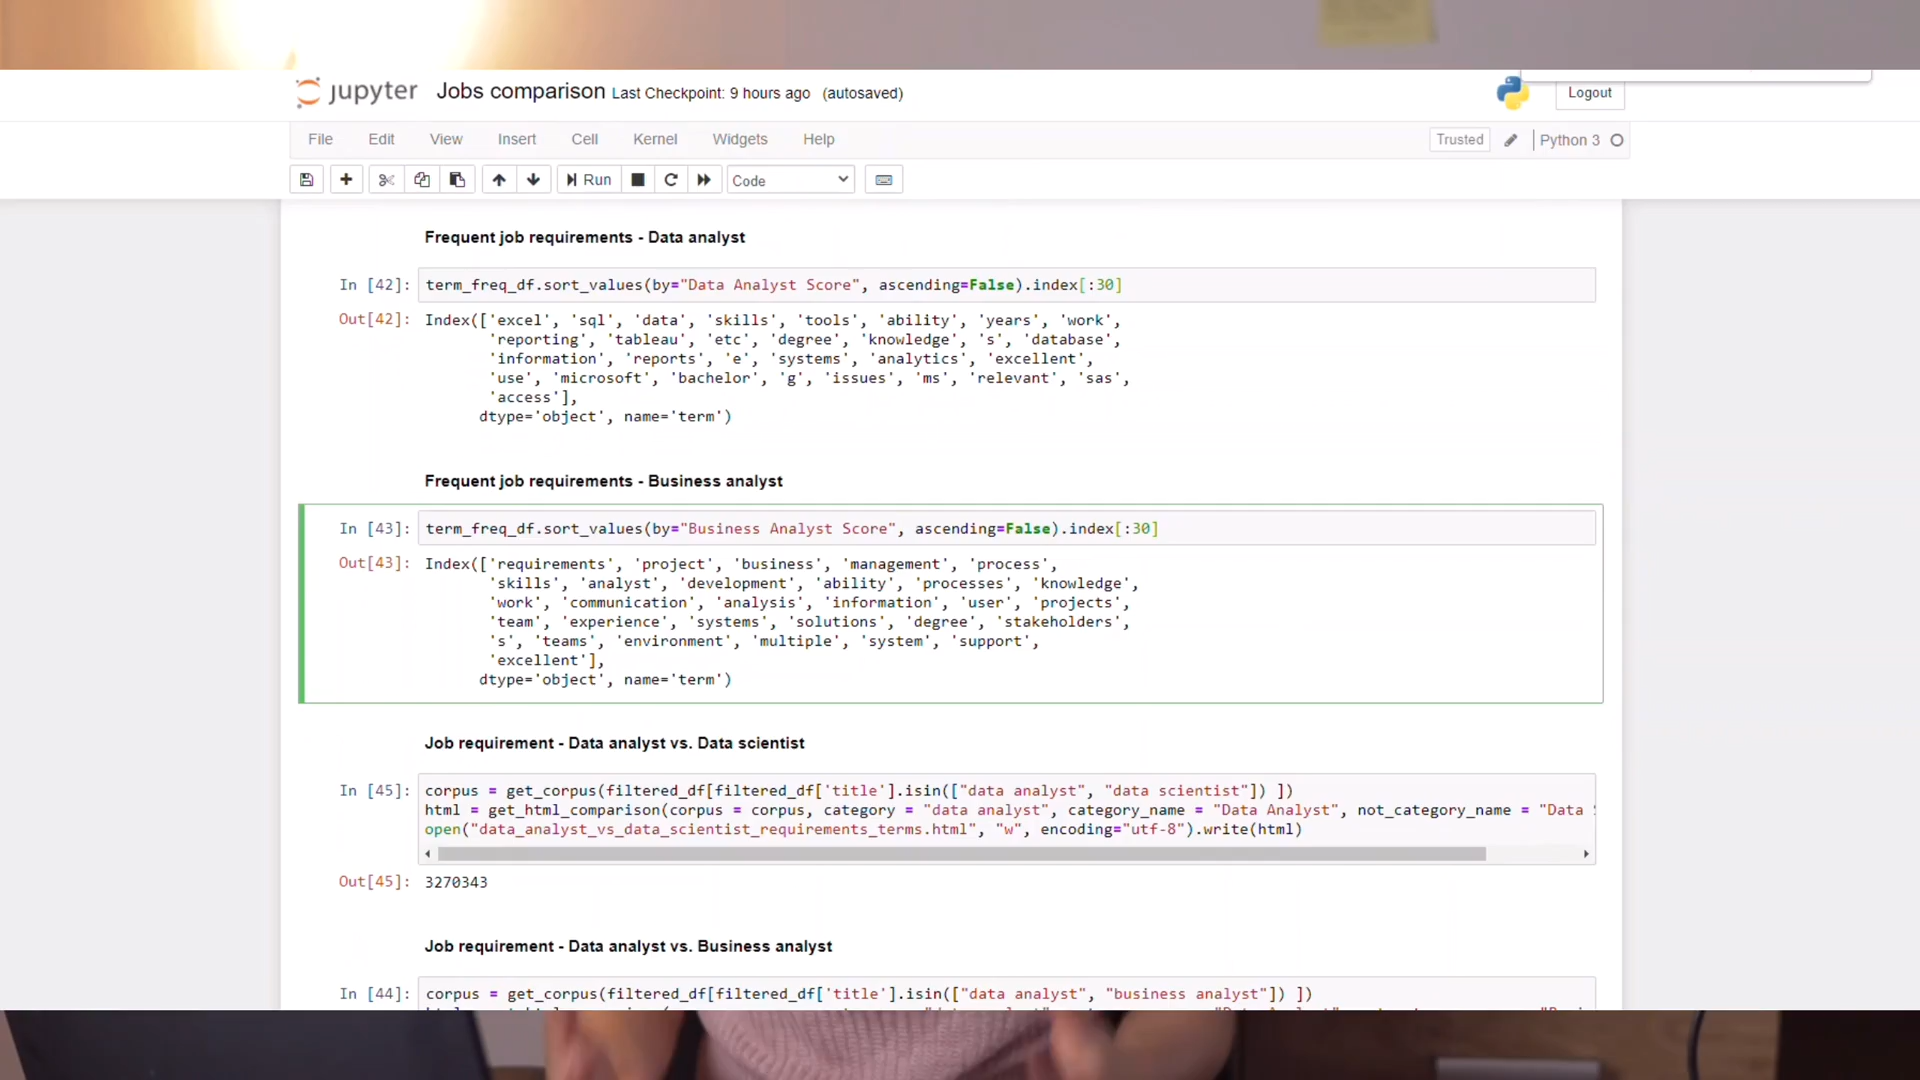 jupyter Jobs comparison Last Checkpoint: 9 hours ago (autosaved)
Logout
File Edit View Insert Cell Kernel Widgets Help
Trusted Python 3
Run Code
Frequent job requirements - Data analyst
In [42]: term_freq_df.sort_values(by="Data Analyst Score", ascending=False).index[:30]
Out[42]: Index(['excel', 'sql', 'data', 'skills', 'tools', 'ability', 'years', 'work',
'reporting', 'tableau', 'etc', 'degree', 'knowledge', 's', 'database',
'information', 'reports', 'e', 'systems', 'analytics', 'excellent',
'use', 'microsoft', 'bachelor', 'g', 'issues', 'ms', 'relevant', 'sas',
'access'],
dtype='object', name='term')
Frequent job requirements - Business analyst
In [43]: term_freq_df.sort_values(by="Business Analyst Score", ascending=False).index[:30]
Out[43]: Index(['requirements', 'project', 'business', 'management', 'process',
'skills', 'analyst', 'development', 'ability', 'processes', 'knowledge',
'work', 'communication', 'analysis', 'information', 'user', 'projects',
'team', 'experience', 'systems', 'solutions', 'degree', 'stakeholders',
's', 'teams', 'environment', 'multiple', 'system', 'support',
'excellent'],
dtype='object', name='term')
Job requirement - Data analyst vs. Data scientist
In [45]: corpus = get_corpus(filtered_df[filtered_df['title'].isin(["data analyst", "data scientist"]) ])
html = get_html_comparison(corpus = corpus, category = "data analyst", category_name = "Data Analyst", not_category_name = "Data
open("data_analyst_vs_data_scientist_requirements_terms.html", "w", encoding="utf-8").write(html)
Out[45]: 3270343
Job requirement - Data analyst vs. Business analyst
In [44]: corpus = get_corpus(filtered_df[filtered_df['title'].isin(["data analyst", "business analyst"]) ])